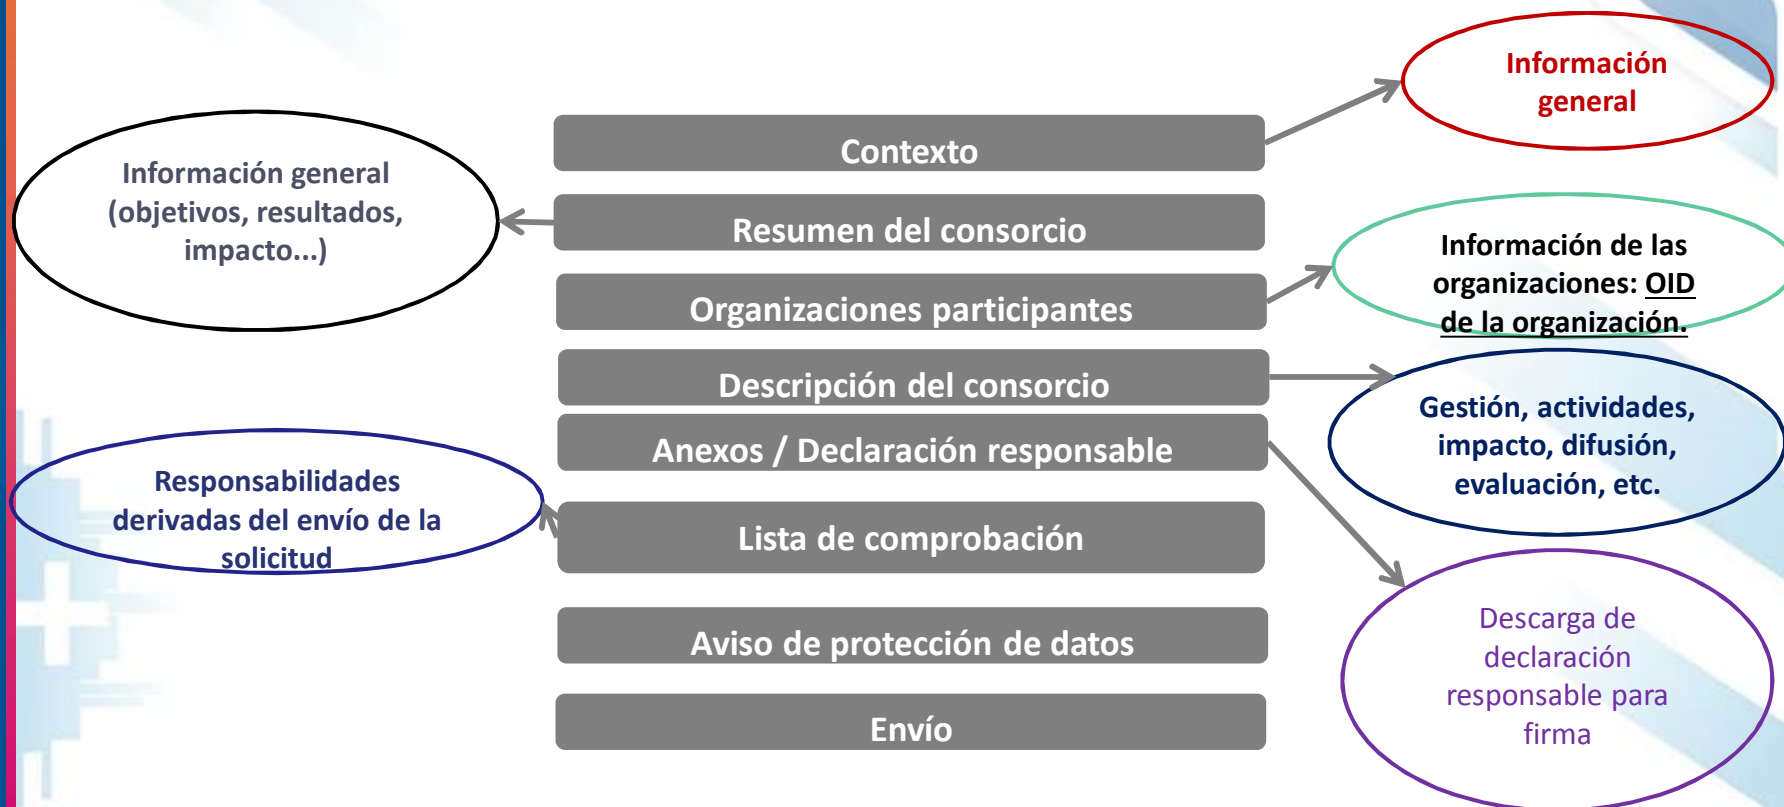 Información
general
Contexto
Información general
(objetivos, resultados,
impacto...)
Resumen del consorcio
Información de las
organizaciones: OID
de la organización.
Organizaciones participantes
Descripción del consorcio
Gestión, actividades,
impacto, difusión,
evaluación, etc.
Anexos / Declaración responsable
Responsabilidades
derivadas del envío de la
solicitud
Lista de comprobación
Descarga de
declaración
responsable para
firma
Aviso de protección de datos
Envío